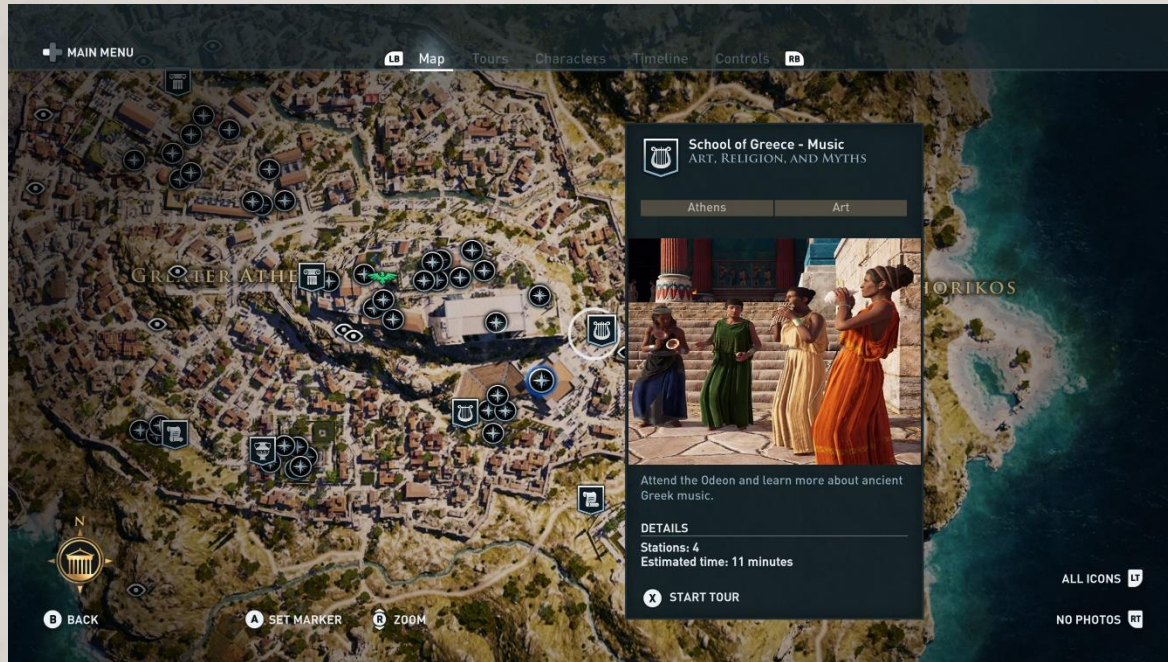 MAIN MENU
LB Map Tours Characters Timeline Controls RB
School of Greece - Music
ART, RELIGION, AND MYTHS
Athens Art
GREATER ATHE
HORIKOS
Attend the Odeon and learn more about ancient
Greek music.
DETAILS
Stations: 4
Estimated time: 11 minutes
X START TOUR
N
ALL ICONS LT
B BACK
A SET MARKER
R ZOOM
NO PHOTOS RT